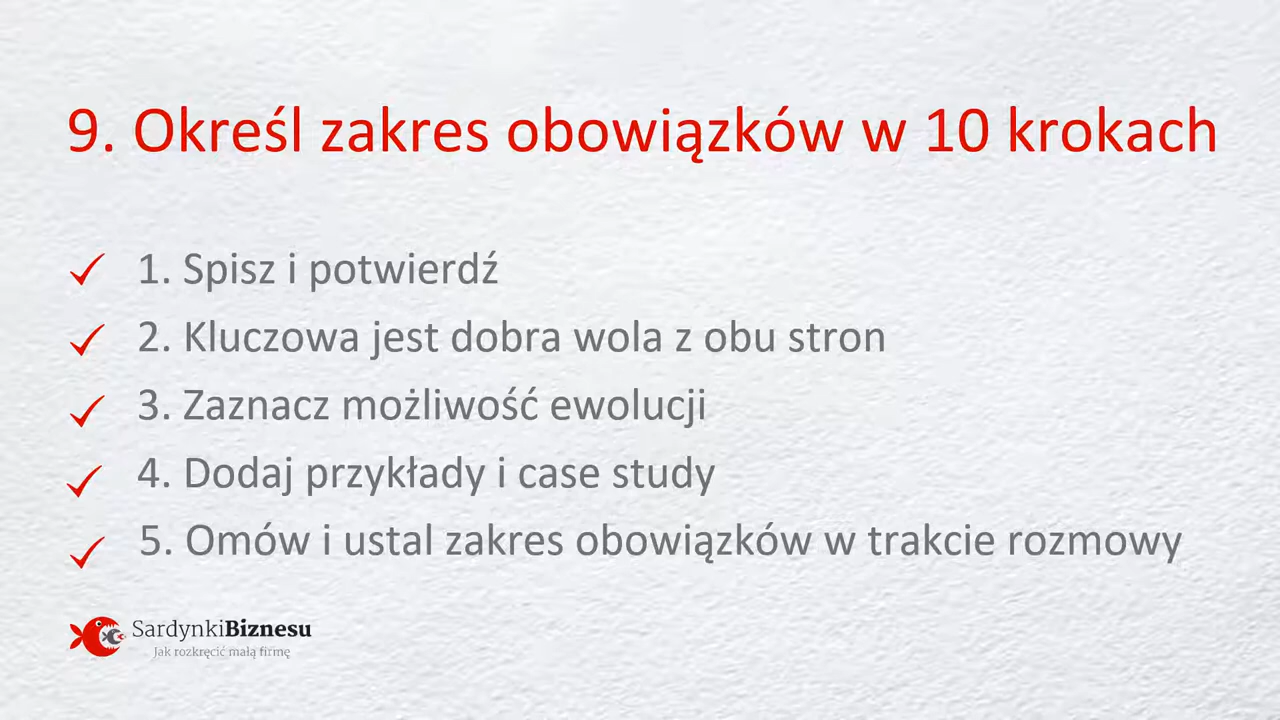 9. Określ zakres obowiązków w 10 krokach
1. Spisz i potwierdź
2. Kluczowa jest dobra wola z obu stron
3. Zaznacz możliwość ewolucji
4. Dodaj przykłady i case study
5. Omów i ustal zakres obowiązków w trakcie rozmowy
SardynkiBiznesu
Jak rozkręcić małą firmę